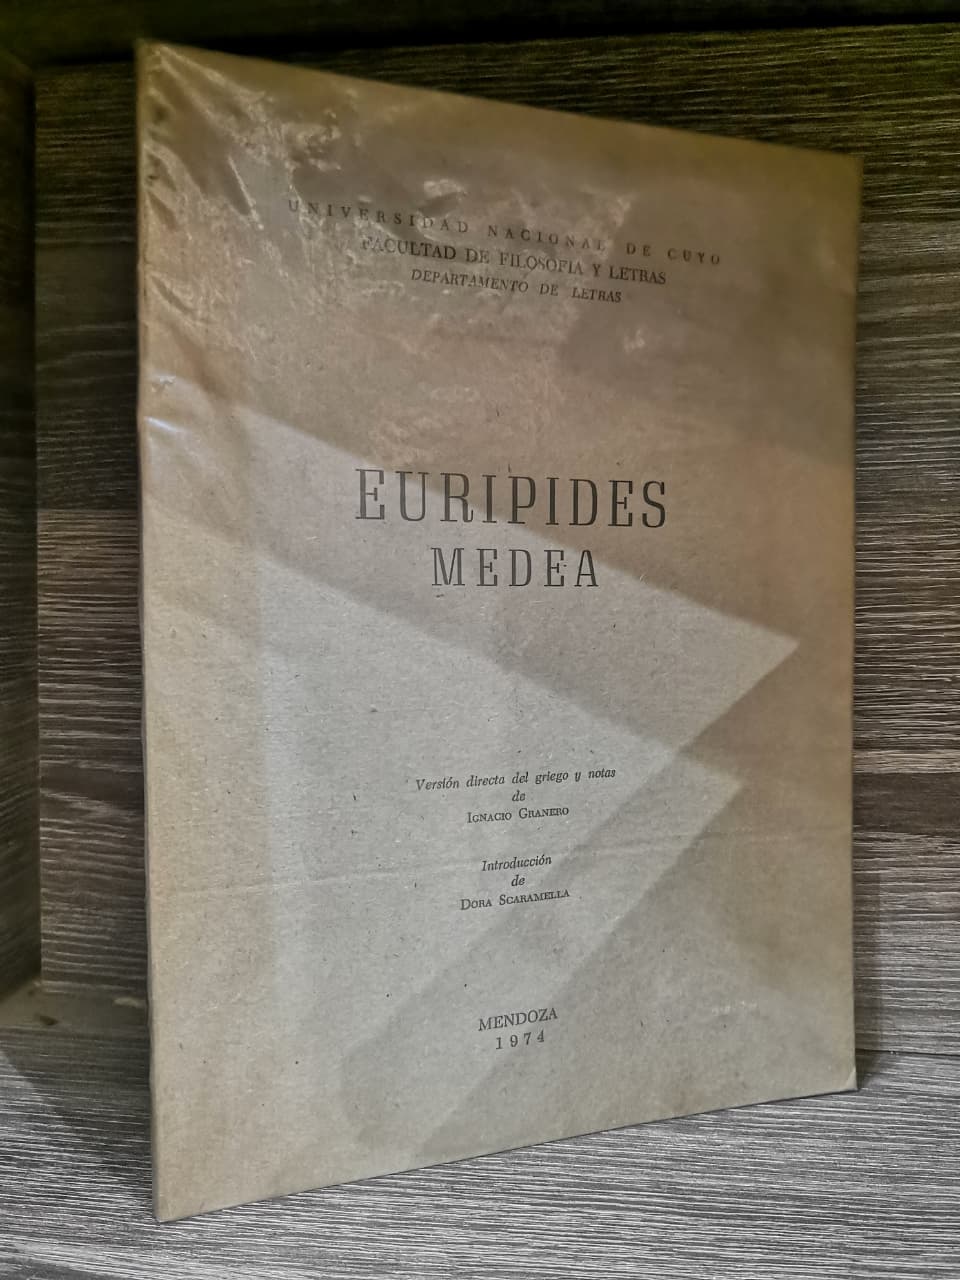 UNIVERSIDAD NACIONAL DE CUYO
FACULTAD DE FILOSOFIA Y LETRAS
DEPARTAMENTO DE LETRAS
EURIPIDES
MEDEA
Versión directa del griego y notas
de
IGNACIO GRANERO
Introducción
de
DORA SCARAMELLA
MENDOZA
1974